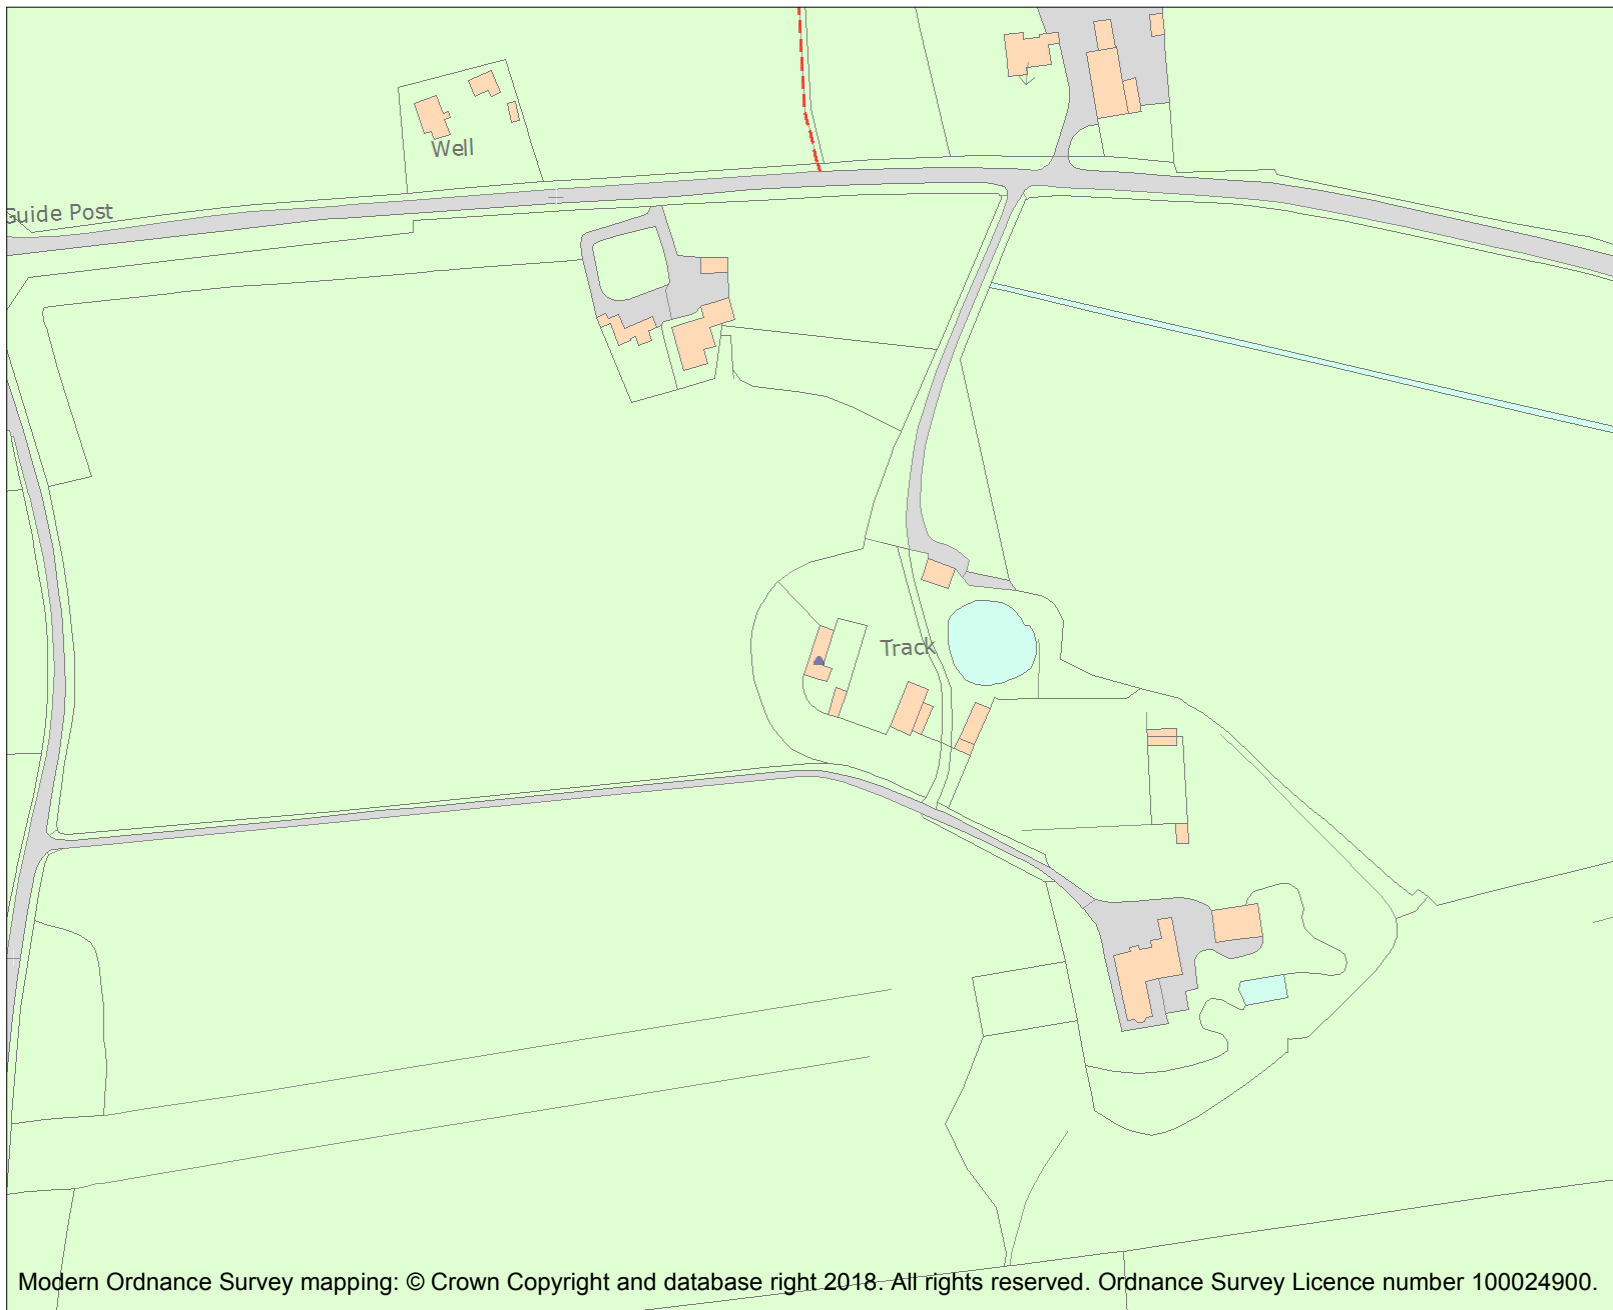 Well
Guide Post
Track
Modern Ordnance Survey mapping: © Crown Copyright and database right 2018. All rights reserved. Ordnance Survey Licence number 100024900.